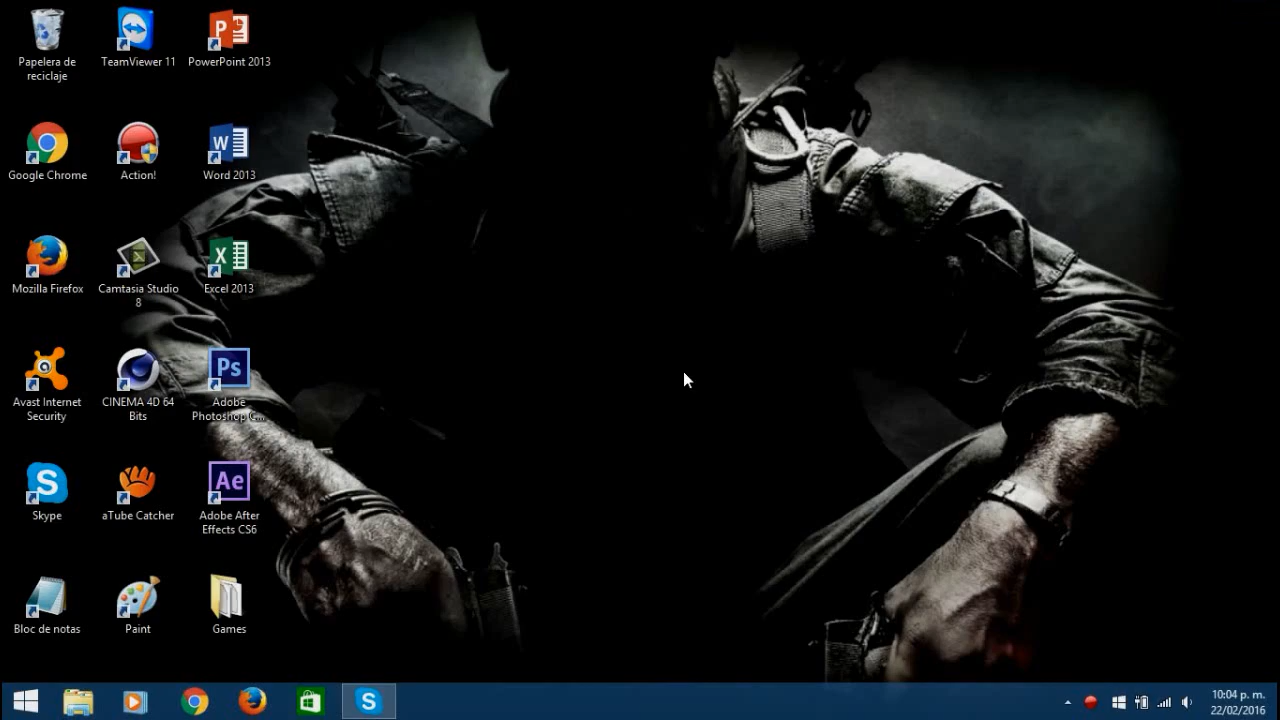 Papelera de
reciclaje
TeamViewer 11
PowerPoint 2013
Google Chrome
Action!
Word 2013
Mozilla Firefox
Camtasia Studio
8
Excel 2013
Avast Internet
Security
CINEMA 4D 64
Bits
Adobe
Photoshop C...
Skype
aTube Catcher
Adobe After
Effects CS6
Bloc de notas
Paint
Games
10:04 p. m.
22/02/2016